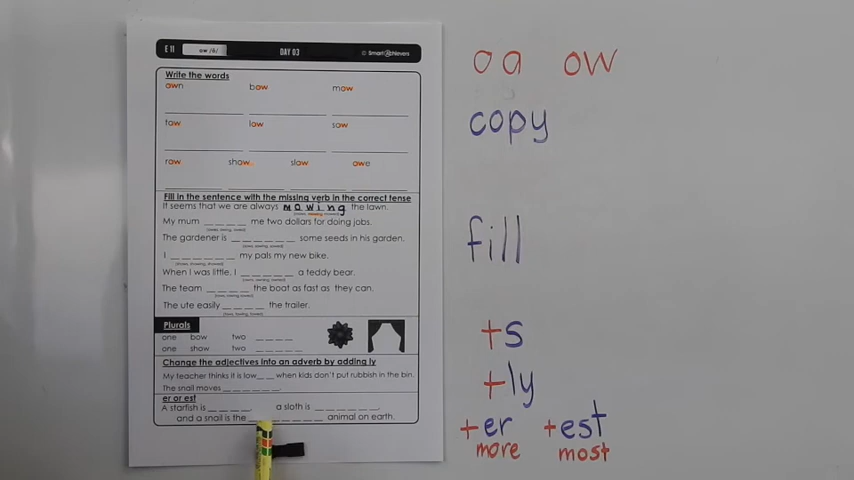 E 11 ow /ō/ DAY 03 © SmartAchievers
Write the words
own bow mow
tow low sow
row show slow owe
Fill in the sentence with the missing verb in the correct tense
It seems that we are always mowing the lawn.
My mum _ _ _ _ me two dollars for doing jobs.
The gardener is _ _ _ _ _ _ some seeds in his garden.
I _ _ _ _ _ _ my pals my new bike.
When I was little, I _ _ _ _ _ a teddy bear.
The team _ _ _ _ _ the boat as fast as they can.
The ute easily _ _ _ _ the trailer.
Plurals
one bow two _ _ _ _
one show two _ _ _ _ _
Change the adjectives into an adverb by adding ly
My teacher thinks it is low_ _ when kids don't put rubbish in the bin.
The snail moves _ _ _ _ _ _.
er or est
A starfish is _ _ _ _. a sloth is _ _ _ _ _ _,
and a snail is the _ _ _ _ _ _ _ animal on earth.
oa ow
copy
fill
+s
+ly
+er +est
more most